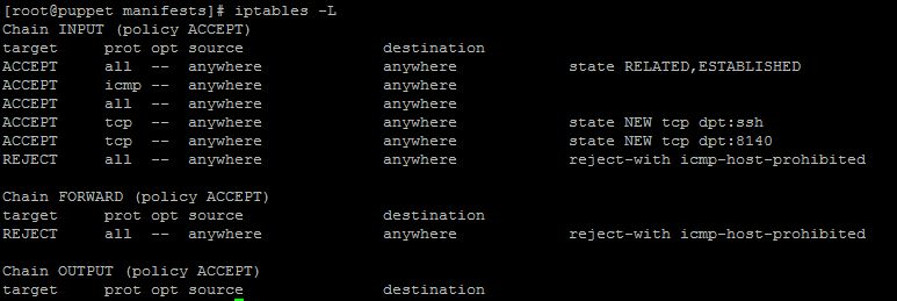 [root@puppet manifests]# iptables -L
Chain INPUT (policy ACCEPT)
target     prot opt source               destination
ACCEPT     all  --  anywhere             anywhere            state RELATED,ESTABLISHED
ACCEPT     icmp --  anywhere             anywhere
ACCEPT     all  --  anywhere             anywhere
ACCEPT     tcp  --  anywhere             anywhere            state NEW tcp dpt:ssh
ACCEPT     tcp  --  anywhere             anywhere            state NEW tcp dpt:8140
REJECT     all  --  anywhere             anywhere            reject-with icmp-host-prohibited

Chain FORWARD (policy ACCEPT)
target     prot opt source               destination
REJECT     all  --  anywhere             anywhere            reject-with icmp-host-prohibited

Chain OUTPUT (policy ACCEPT)
target     prot opt source               destination